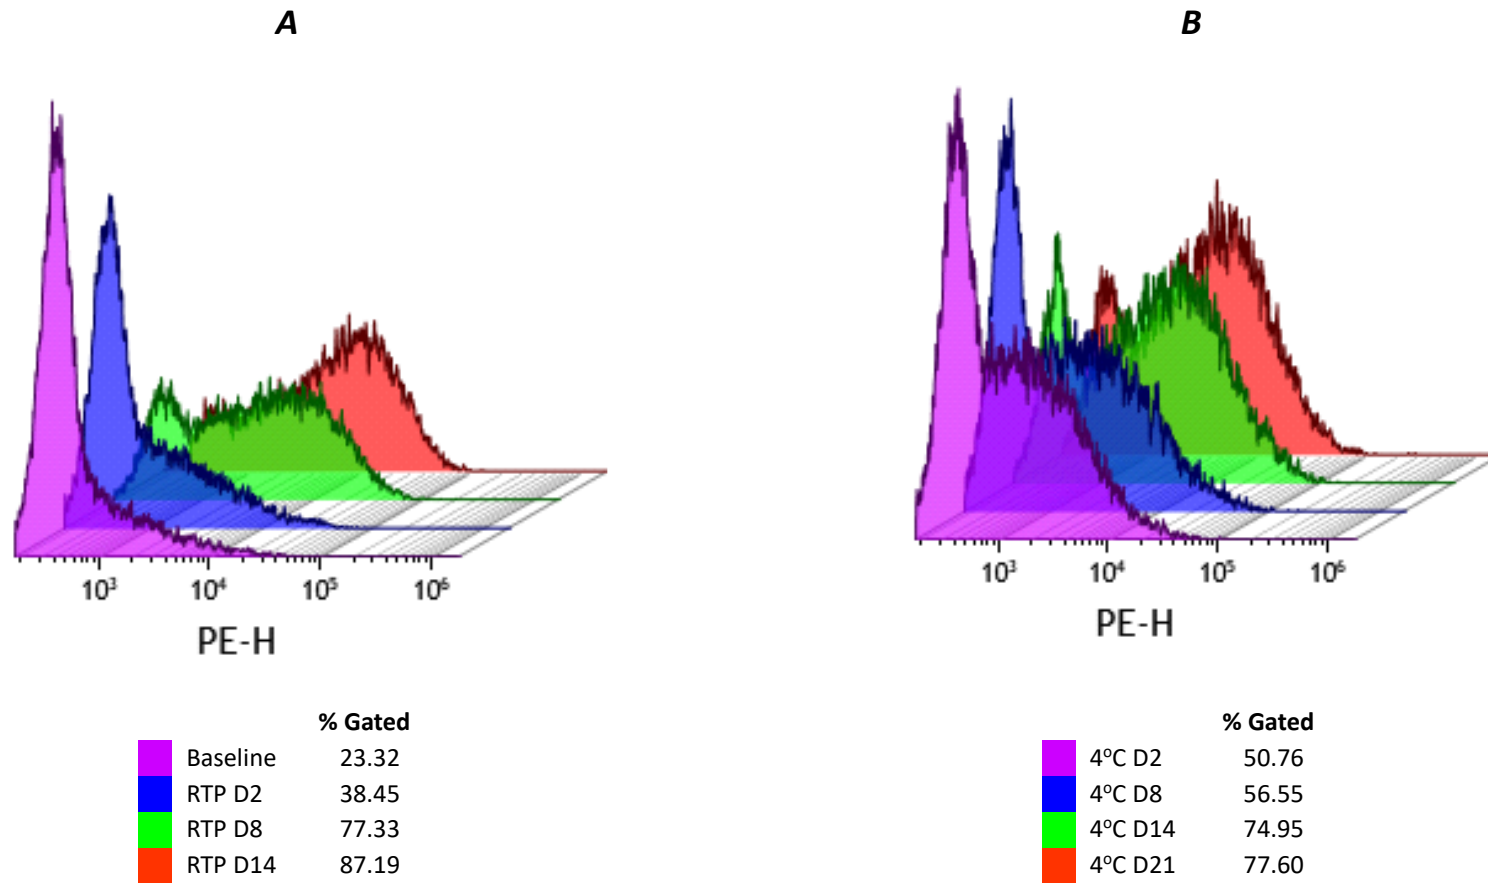 A
10³ 10⁴ 10⁵ 10⁶
PE-H
% Gated
Baseline 23.32
RTP D2 38.45
RTP D8 77.33
RTP D14 87.19
B
10³ 10⁴ 10⁵ 10⁶
PE-H
% Gated
4°C D2 50.76
4°C D8 56.55
4°C D14 74.95
4°C D21 77.60